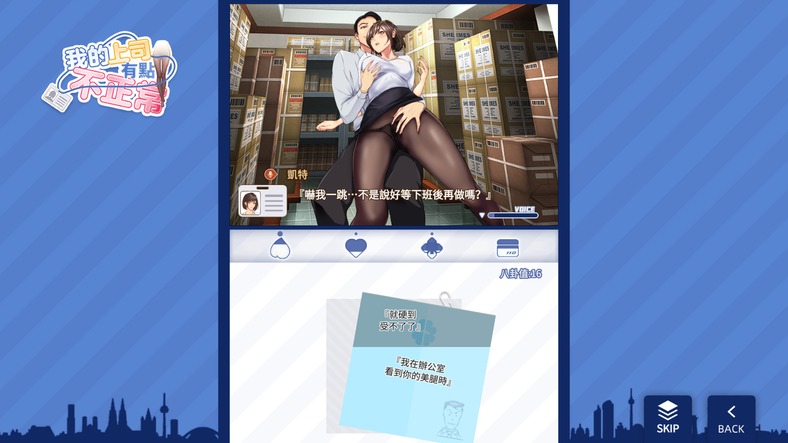 我的上司
有點
不正常
SHE IMES
凱特
『嚇我一跳…不是說好等下班後再做嗎？』
VOICE
八卦值:16
『就硬到
受不了了』
『我在辦公室
看到你的美腿時』
SKIP
BACK